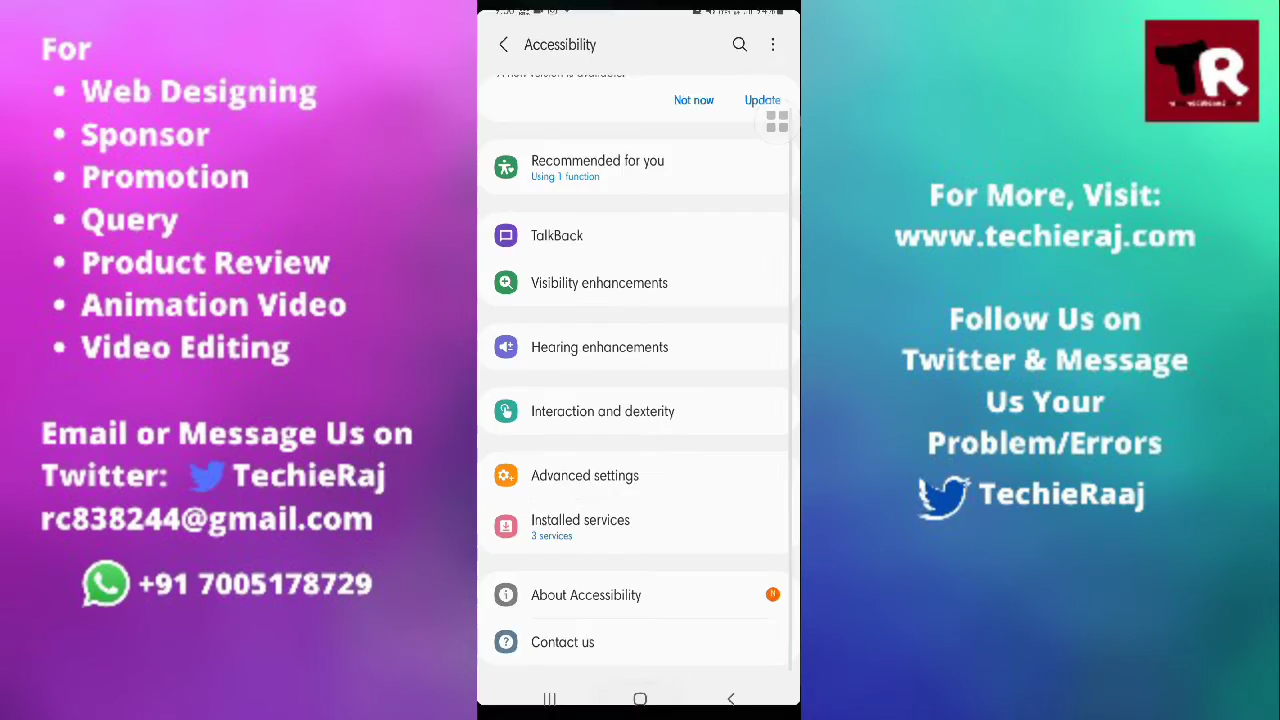 For
Web Designing
Sponsor
Promotion
Query
Product Review
Animation Video
Video Editing
Email or Message Us on
Twitter: TechieRaj
rc838244@gmail.com
+91 7005178729
Accessibility
Not now Update
Recommended for you
Using 1 function
TalkBack
Visibility enhancements
Hearing enhancements
Interaction and dexterity
Advanced settings
Installed services
3 services
About Accessibility N
Contact us
TR
For More, Visit:
www.techieraj.com
Follow Us on
Twitter & Message
Us Your
Problem/Errors
TechieRaaj